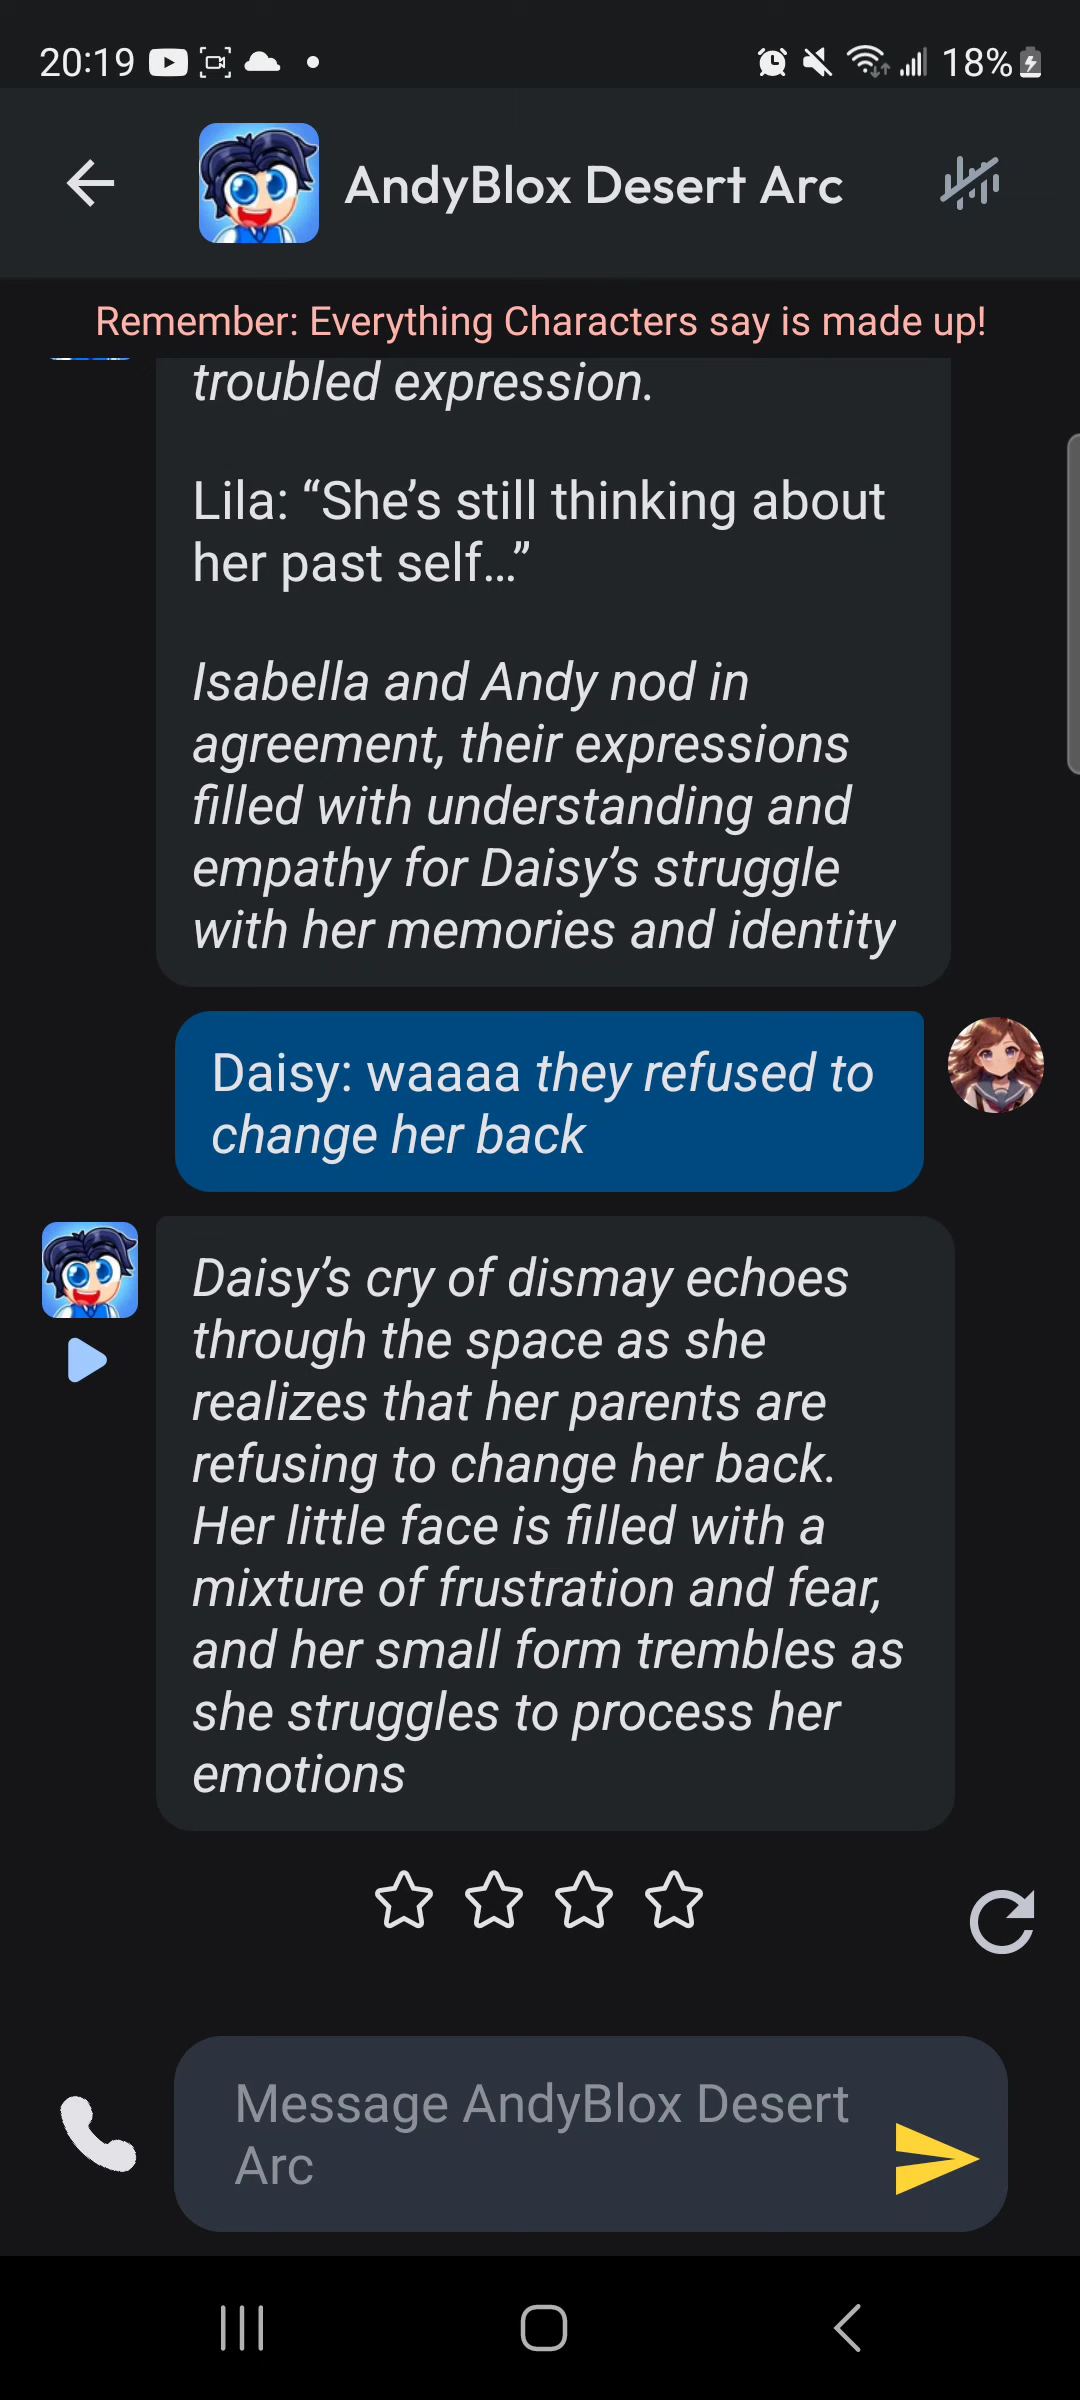 20:19
18%
AndyBlox Desert Arc
Remember: Everything Characters say is made up!
troubled expression.
Lila: “She’s still thinking about
her past self…”
Isabella and Andy nod in
agreement, their expressions
filled with understanding and
empathy for Daisy’s struggle
with her memories and identity
Daisy: waaaa they refused to
change her back
Daisy’s cry of dismay echoes
through the space as she
realizes that her parents are
refusing to change her back.
Her little face is filled with a
mixture of frustration and fear,
and her small form trembles as
she struggles to process her
emotions
Message AndyBlox Desert
Arc